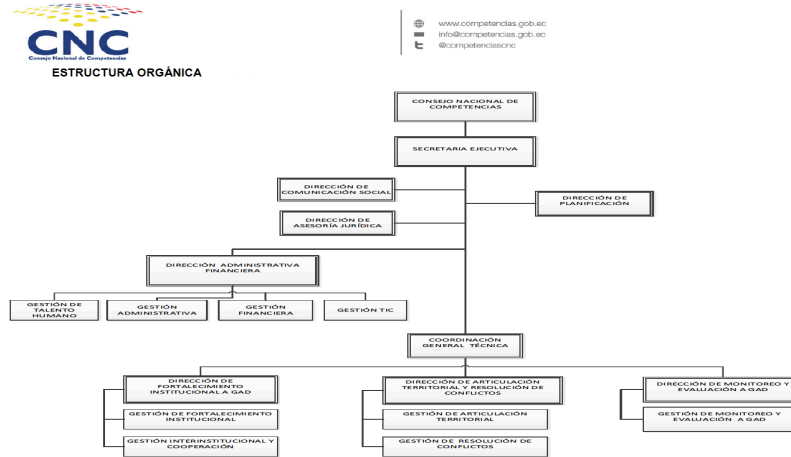 CNC
Consejo Nacional de Competencias
www.competencias.gob.ec
info@competencias.gob.ec
@competenciascnc
ESTRUCTURA ORGÁNICA
CONSEJO NACIONAL DE
COMPETENCIAS
SECRETARIA EJECUTIVA
DIRECCIÓN DE
COMUNICACIÓN SOCIAL
DIRECCIÓN DE
PLANIFICACIÓN
DIRECCIÓN DE
ASESORÍA JURÍDICA
DIRECCIÓN ADMINISTRATIVA
FINANCIERA
GESTIÓN DE
TALENTO
HUMANO
GESTIÓN
ADMINISTRATIVA
GESTIÓN
FINANCIERA
GESTIÓN TIC
COORDINACIÓN
GENERAL TÉCNICA
DIRECCIÓN DE
FORTALECIMIENTO
INSTITUCIONAL A GAD
GESTIÓN DE FORTALECIMIENTO
INSTITUCIONAL
GESTIÓN INTERINSTITUCIONAL Y
COOPERACIÓN
DIRECCIÓN DE ARTICULACIÓN
TERRITORIAL Y RESOLUCIÓN DE
CONFLICTOS
GESTIÓN DE ARTICULACIÓN
TERRITORIAL
GESTIÓN DE RESOLUCIÓN DE
CONFLICTOS
DIRECCIÓN DE MONITOREO Y
EVALUACIÓN A GAD
GESTIÓN DE MONITOREO Y
EVALUACIÓN A GAD